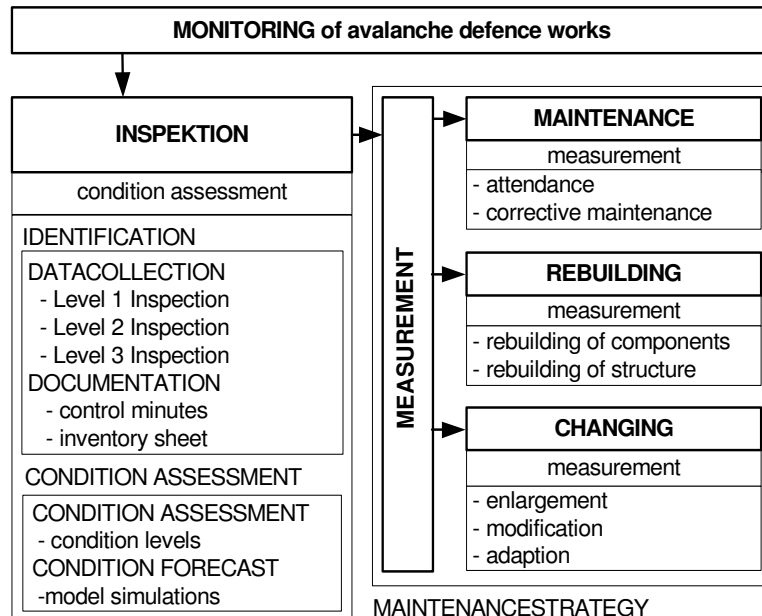 MONITORING of avalanche defence works
INSPEKTION
condition assessment
IDENTIFICATION
DATACOLLECTION
- Level 1 Inspection
- Level 2 Inspection
- Level 3 Inspection
DOCUMENTATION
- control minutes
- inventory sheet
CONDITION ASSESSMENT
CONDITION ASSESSMENT
- condition levels
CONDITION FORECAST
-model simulations
MEASUREMENT
MAINTENANCE
measurement
- attendance
- corrective maintenance
REBUILDING
measurement
- rebuilding of components
- rebuilding of structure
CHANGING
measurement
- enlargement
- modification
- adaption
MAINTENANCESTRATEGY